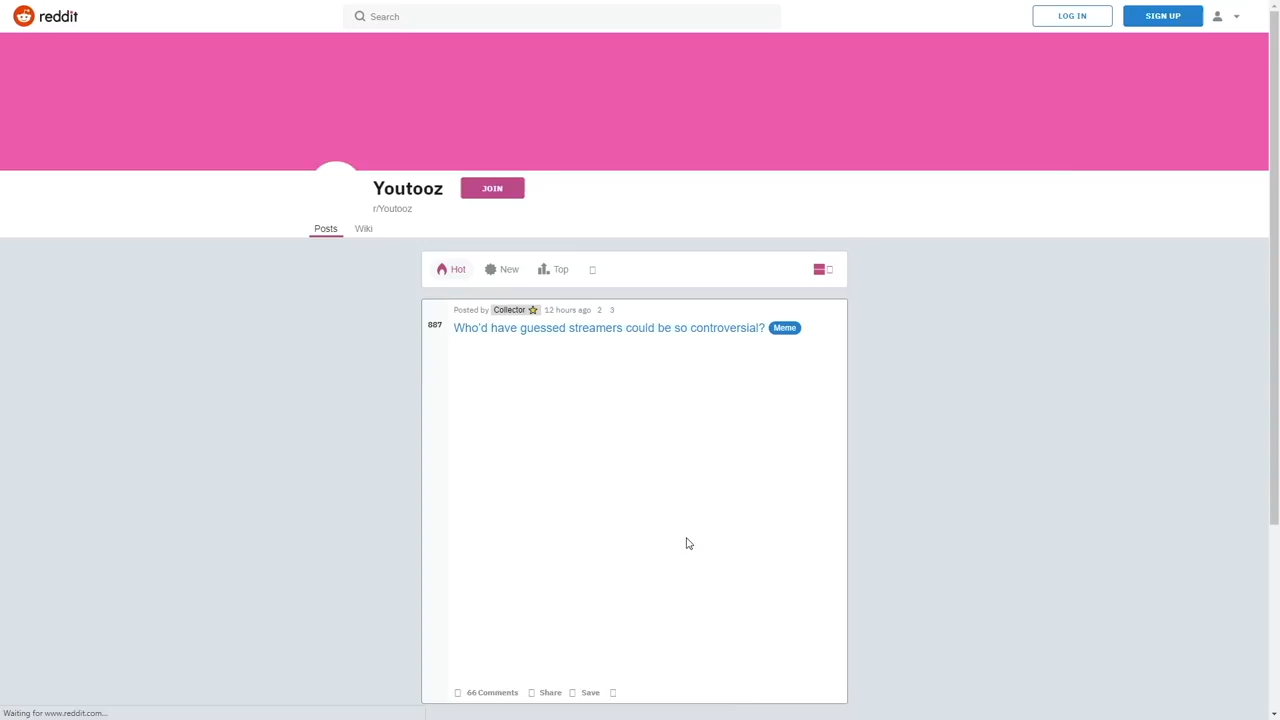 reddit
Search
LOG IN
SIGN UP
Youtooz
JOIN
r/Youtooz
Posts
Wiki
Hot
New
Top
Posted by Collector 12 hours ago 2 3
887
Who'd have guessed streamers could be so controversial? Meme
66 Comments
Share
Save
Waiting for www.reddit.com...